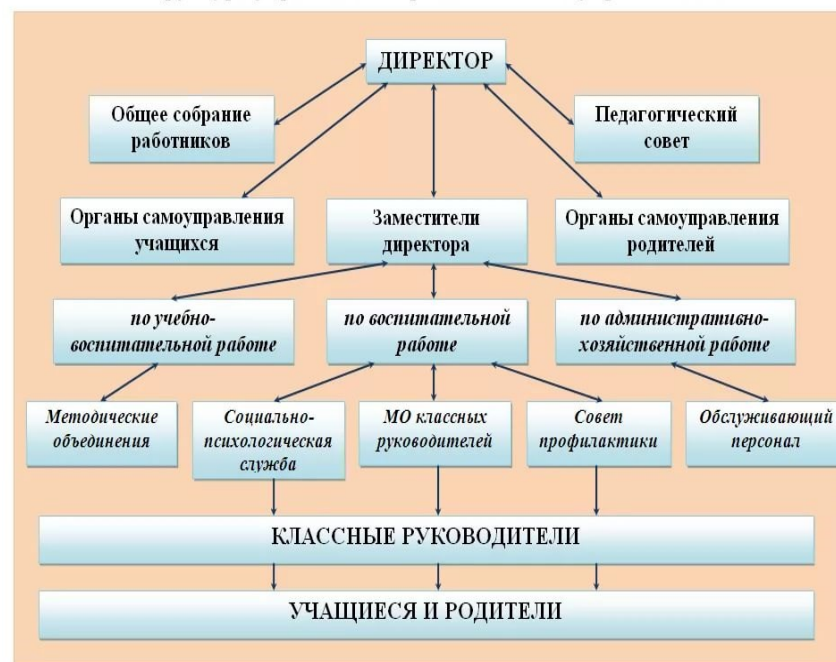 ДИРЕКТОР
Общее собрание
работников
Педагогический
совет
Органы самоуправления
учащихся
Заместители
директора
Органы самоуправления
родителей
по учебно-
воспитательной работе
по воспитательной
работе
по административно-
хозяйственной работе
Методические
объединения
Социально-
психологическая
служба
МО классных
руководителей
Совет
профилактики
Обслуживающий
персонал
КЛАССНЫЕ РУКОВОДИТЕЛИ
УЧАЩИЕСЯ И РОДИТЕЛИ